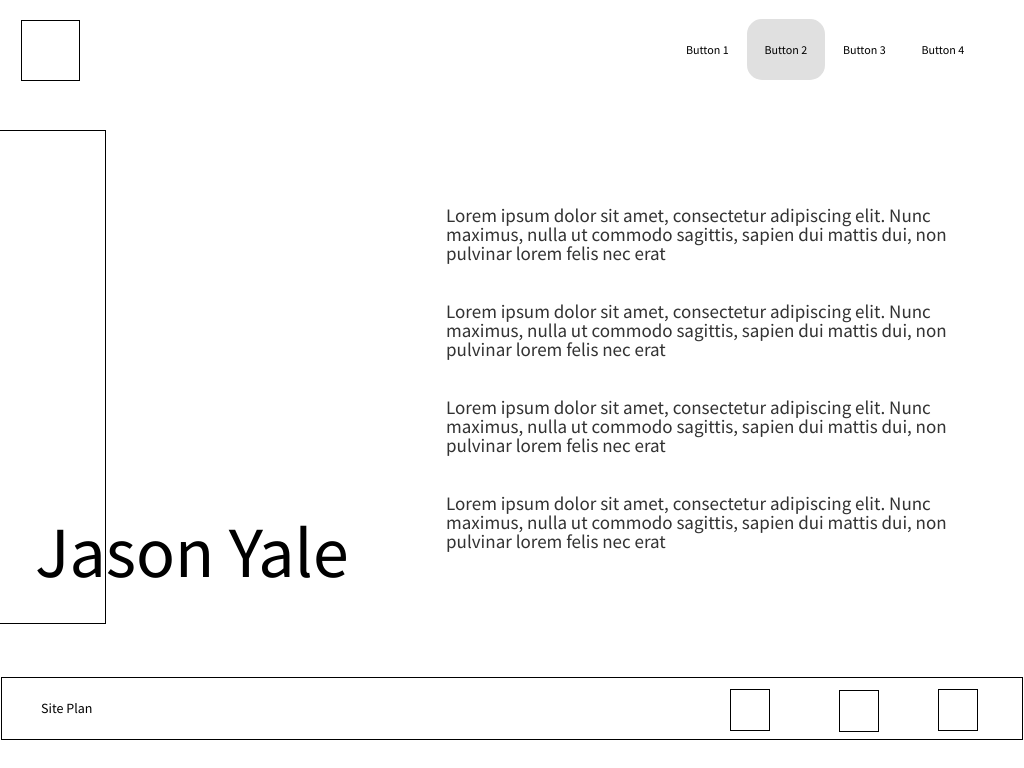 Button 1 Button 2 Button 3 Button 4
Lorem ipsum dolor sit amet, consectetur adipiscing elit. Nunc
maximus, nulla ut commodo sagittis, sapien dui mattis dui, non
pulvinar lorem felis nec erat
Lorem ipsum dolor sit amet, consectetur adipiscing elit. Nunc
maximus, nulla ut commodo sagittis, sapien dui mattis dui, non
pulvinar lorem felis nec erat
Lorem ipsum dolor sit amet, consectetur adipiscing elit. Nunc
maximus, nulla ut commodo sagittis, sapien dui mattis dui, non
pulvinar lorem felis nec erat
Lorem ipsum dolor sit amet, consectetur adipiscing elit. Nunc
maximus, nulla ut commodo sagittis, sapien dui mattis dui, non
pulvinar lorem felis nec erat
Jason Yale
Site Plan